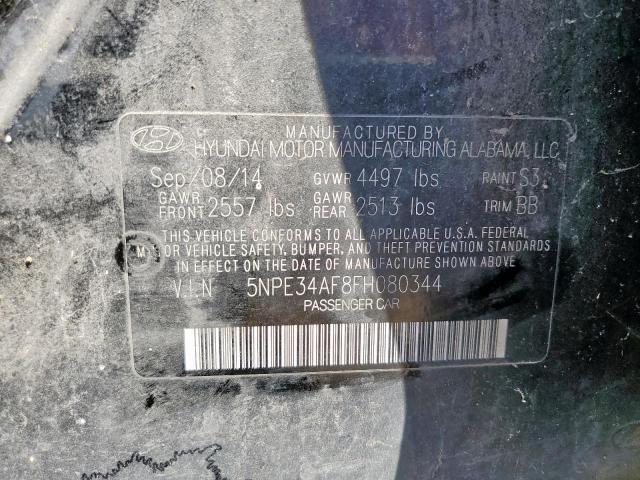 MANUFACTURED BY
HYUNDAI MOTOR MANUFACTURING ALABAMA, LLC
Sep/08/14 GVWR 4497 lbs PAINT S3
GAWR FRONT 2557 lbs GAWR REAR 2513 lbs TRIM BB
THIS VEHICLE CONFORMS TO ALL APPLICABLE U.S.A. FEDERAL
MOTOR VEHICLE SAFETY, BUMPER, AND THEFT PREVENTION STANDARDS
IN EFFECT ON THE DATE OF MANUFACTURE SHOWN ABOVE.
V.I.N 5NPE34AF8FH080344
PASSENGER CAR